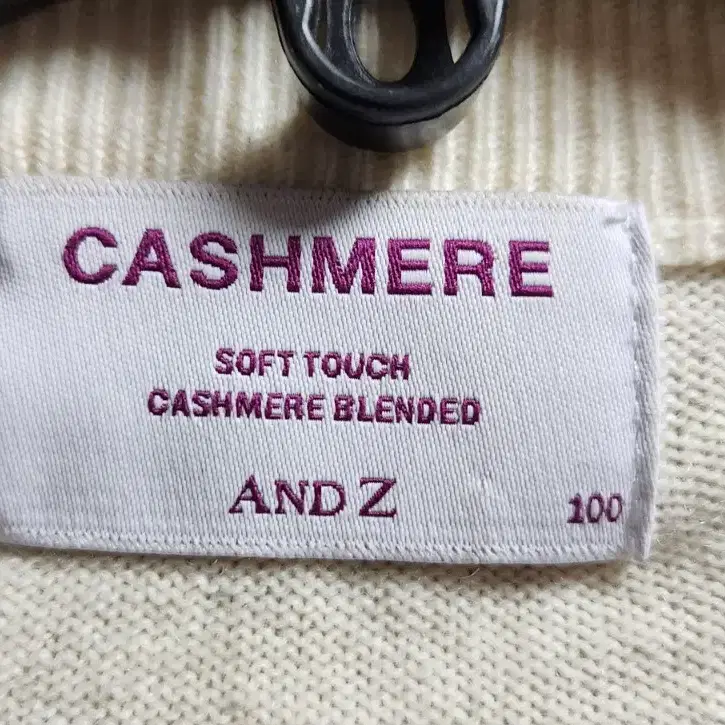 CASHMERE
SOFT TOUCH
CASHMERE BLENDED
AND Z
100